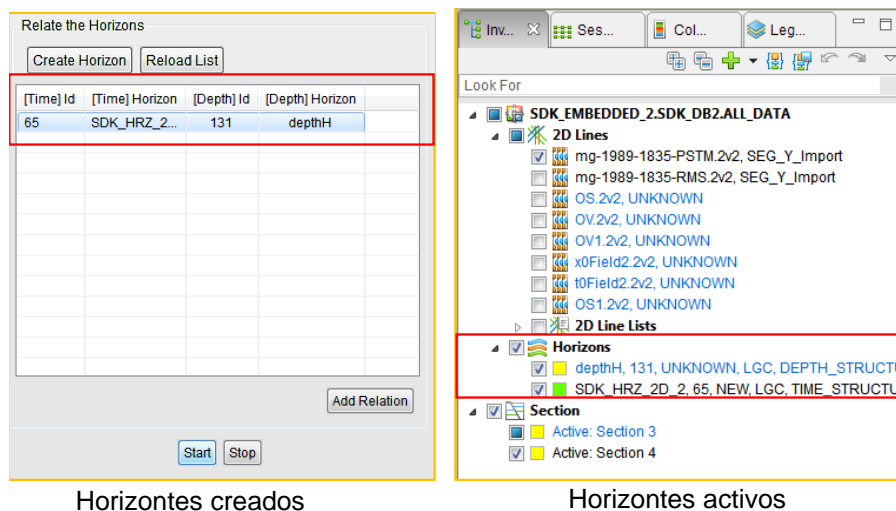 Relate the Horizons
Create Horizon Reload List
[Time] Id [Time] Horizon [Depth] Id [Depth] Horizon
65 SDK_HRZ_2... 131 depthH
Add Relation
Start Stop
Horizontes creados
Inv... Ses... Col... Leg...
Look For
SDK_EMBEDDED_2.SDK_DB2.ALL_DATA
2D Lines
mg-1989-1835-PSTM.2v2, SEG_Y_Import
mg-1989-1835-RMS.2v2, SEG_Y_Import
OS.2v2, UNKNOWN
OV.2v2, UNKNOWN
OV1.2v2, UNKNOWN
x0Field2.2v2, UNKNOWN
t0Field2.2v2, UNKNOWN
OS1.2v2, UNKNOWN
2D Line Lists
Horizons
depthH, 131, UNKNOWN, LGC, DEPTH_STRUCTU
SDK_HRZ_2D_2, 65, NEW, LGC, TIME_STRUCTU
Section
Active: Section 3
Active: Section 4
Horizontes activos